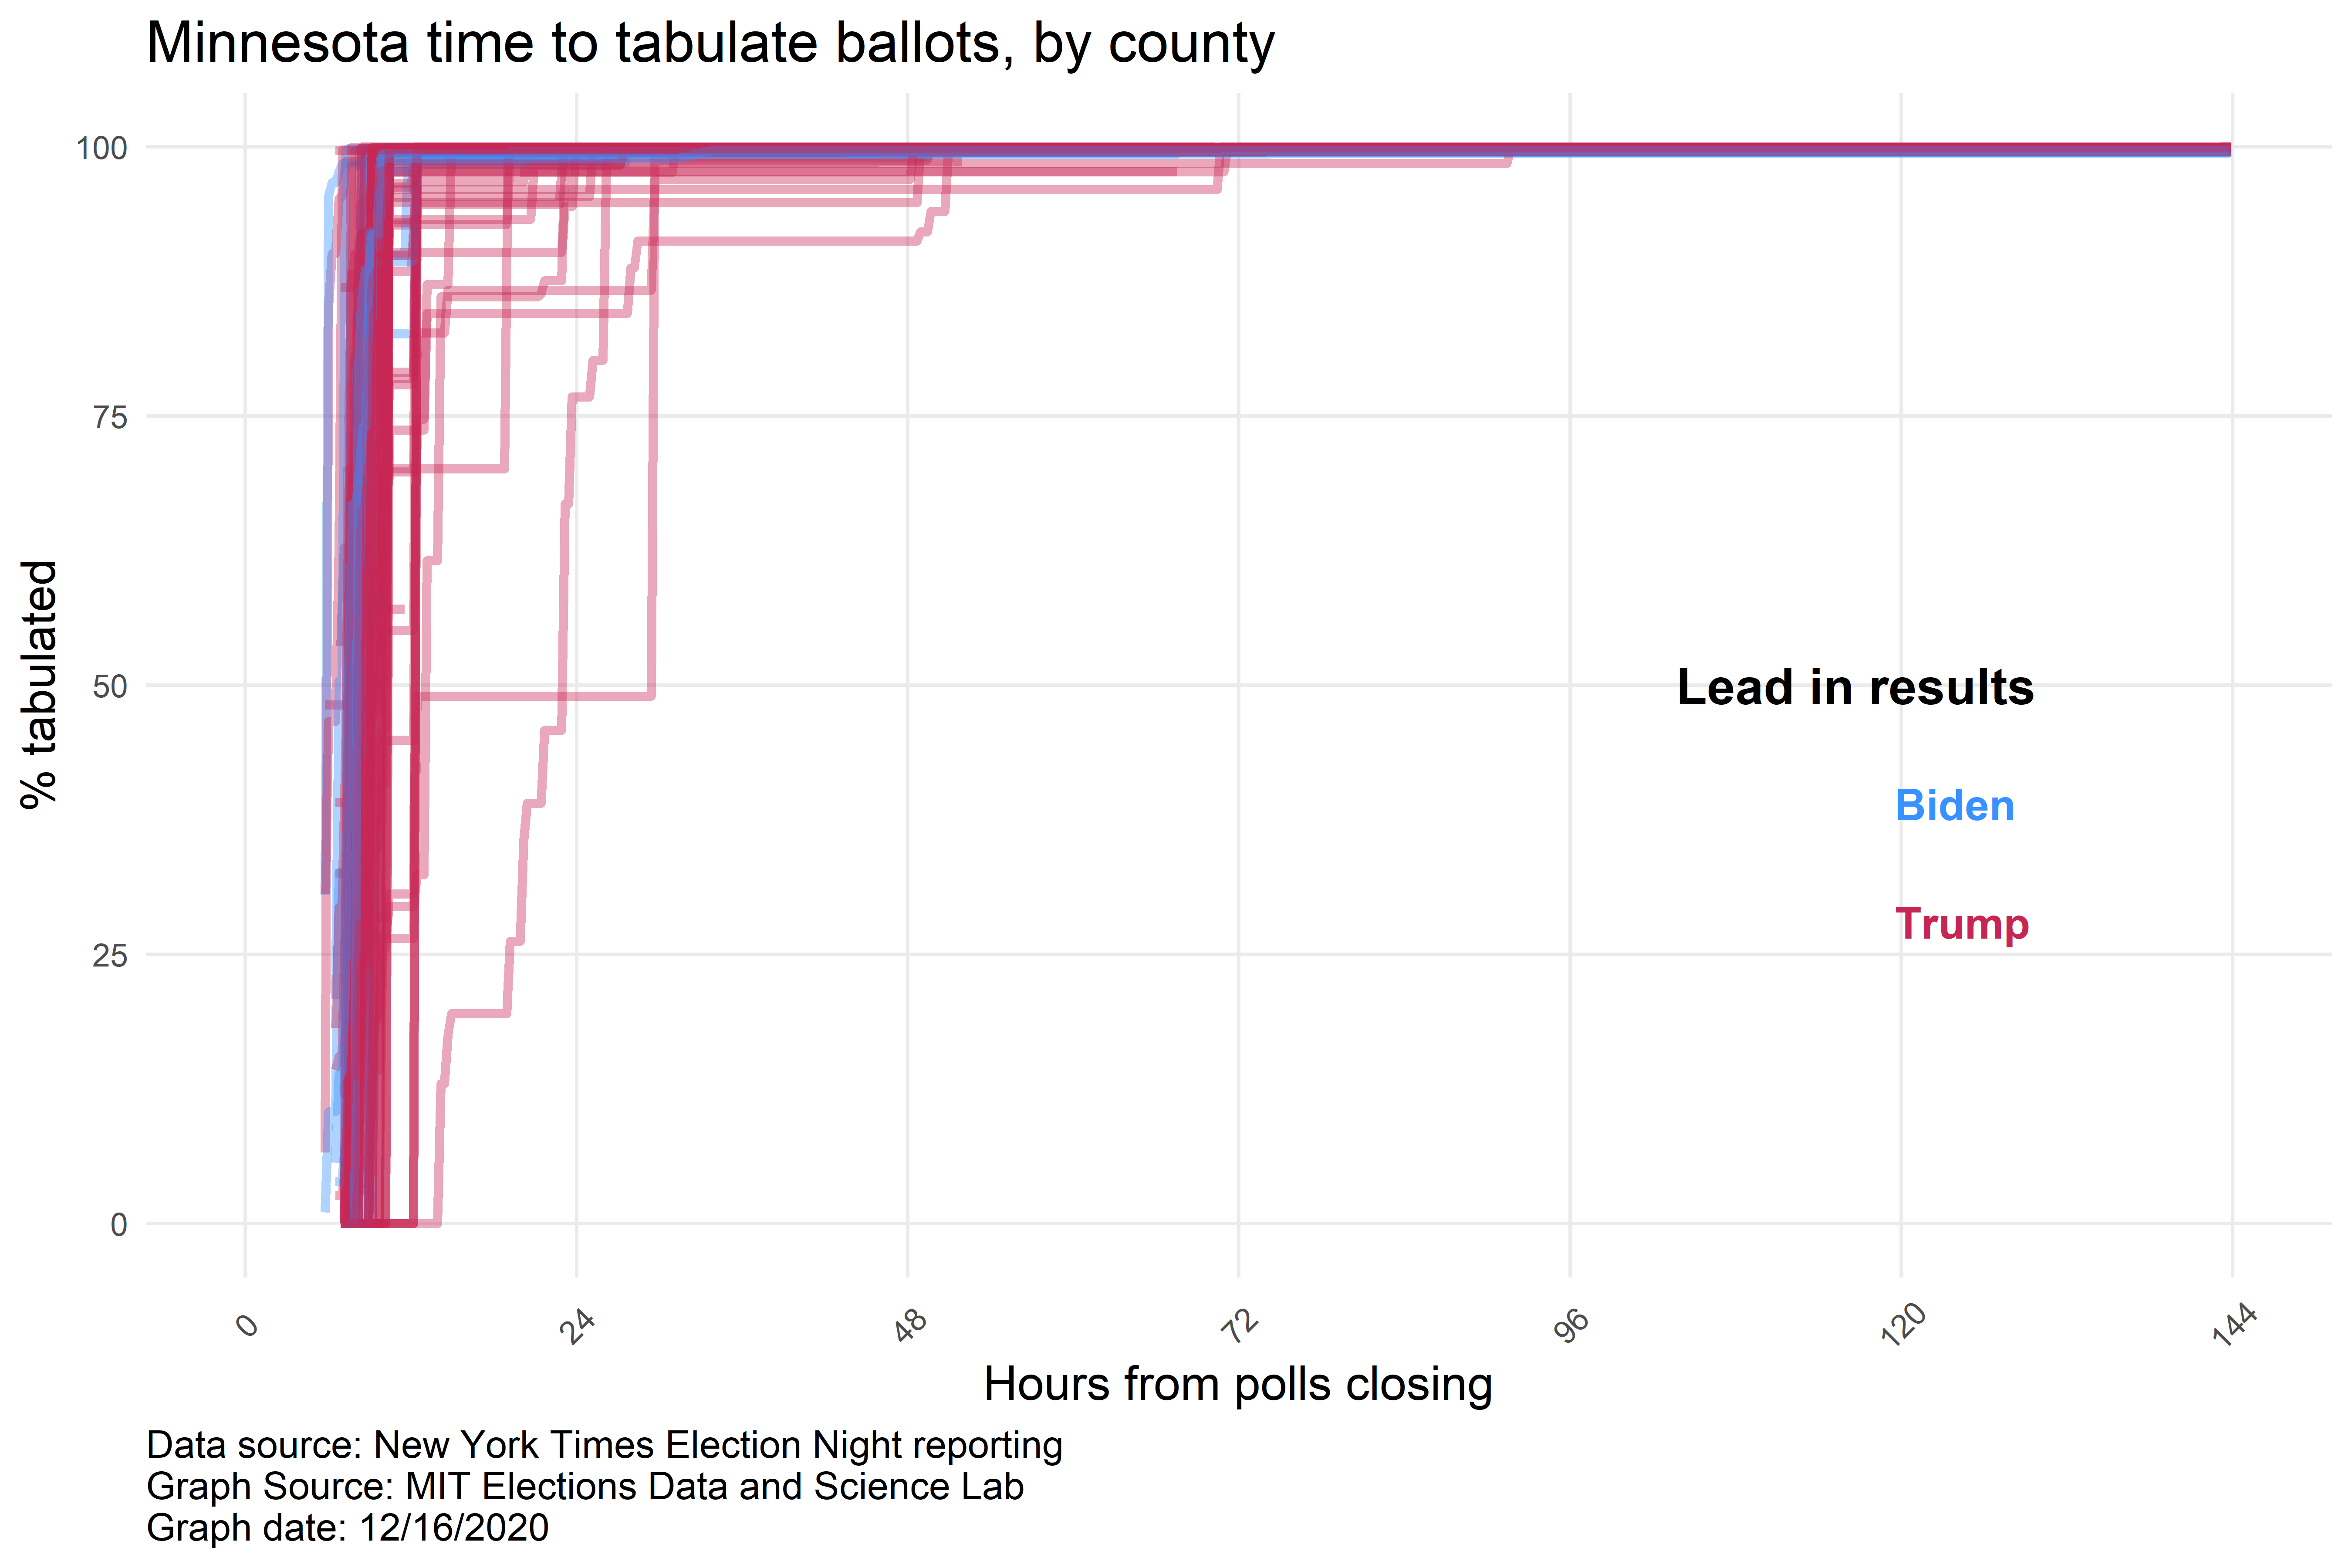 Minnesota time to tabulate ballots, by county
100
75
50
25
0
% tabulated
Lead in results
Biden
Trump
0 24 48 72 96 120 144
Hours from polls closing
Data source: New York Times Election Night reporting
Graph Source: MIT Elections Data and Science Lab
Graph date: 12/16/2020